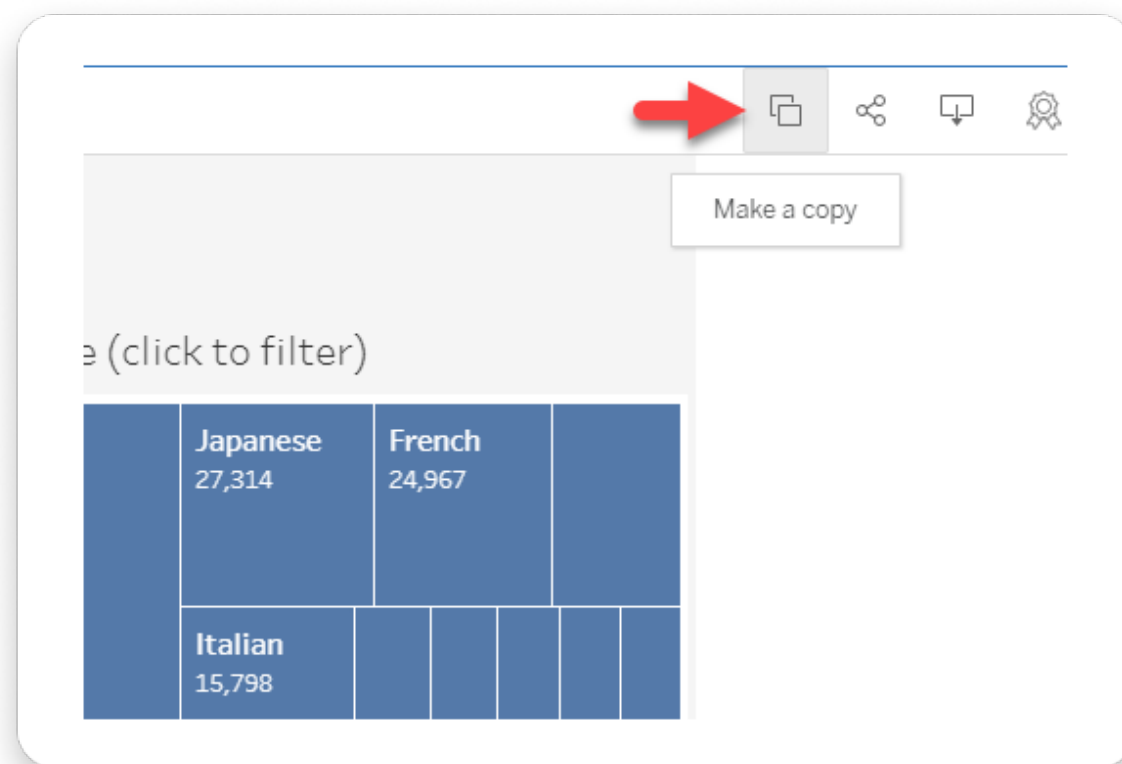 Make a copy
e (click to filter)
Japanese
27,314
French
24,967
Italian
15,798